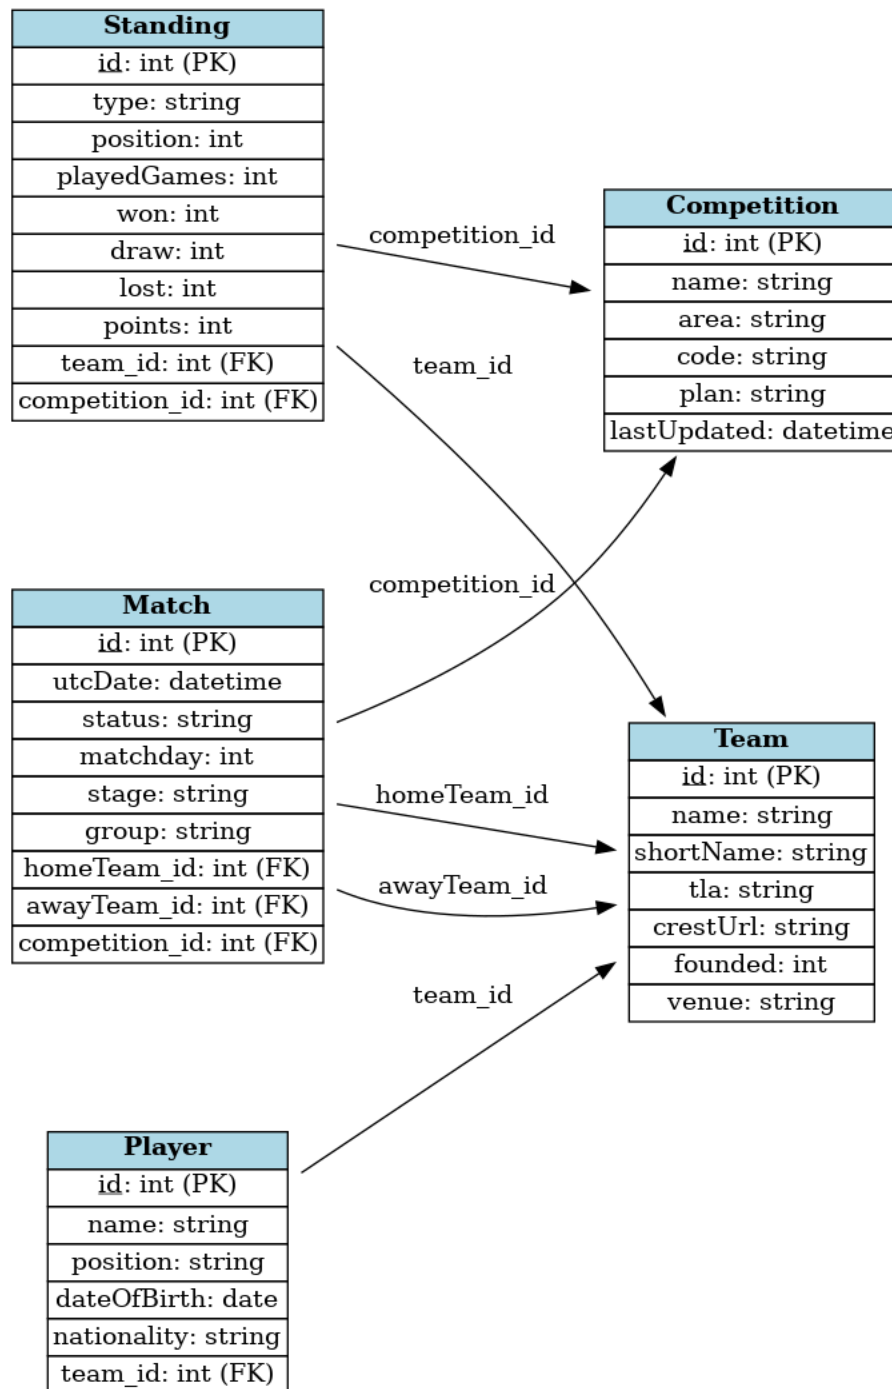 Standing
id: int (PK)
type: string
position: int
playedGames: int
won: int
draw: int
lost: int
points: int
team_id: int (FK)
competition_id: int (FK)
competition_id
team_id
Competition
id: int (PK)
name: string
area: string
code: string
plan: string
lastUpdated: datetime
Match
id: int (PK)
utcDate: datetime
status: string
matchday: int
stage: string
group: string
homeTeam_id: int (FK)
awayTeam_id: int (FK)
competition_id: int (FK)
competition_id
homeTeam_id
awayTeam_id
team_id
Team
id: int (PK)
name: string
shortName: string
tla: string
crestUrl: string
founded: int
venue: string
Player
id: int (PK)
name: string
position: string
dateOfBirth: date
nationality: string
team_id: int (FK)